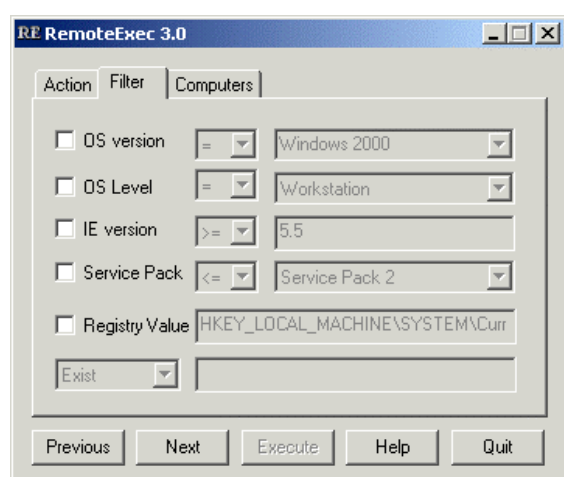 RE RemoteExec 3.0
Action Filter Computers
OS version = Windows 2000
OS Level = Workstation
IE version >= 5.5
Service Pack <= Service Pack 2
Registry Value HKEY_LOCAL_MACHINE\SYSTEM\Curr
Exist
Previous Next Execute Help Quit